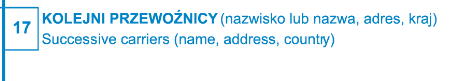 17 KOLEJNI PRZEWOŹNICY (nazwisko lub nazwa, adres, kraj)
Successive carriers (name, address, country)